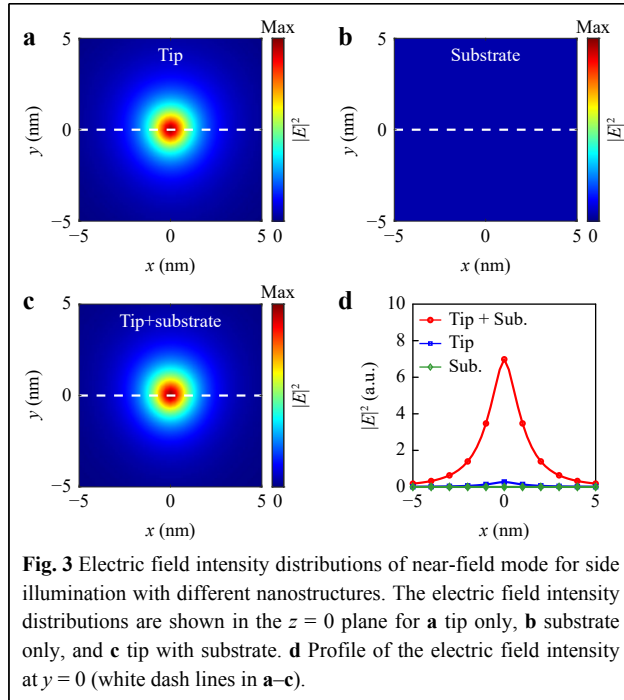 a
Tip
Max
5
0
−5
y (nm)
−5
0
5
x (nm)
|E|²
0
b
Substrate
Max
5
0
−5
y (nm)
−5
0
5
x (nm)
|E|²
0
c
Tip+substrate
Max
5
0
−5
y (nm)
−5
0
5
x (nm)
|E|²
0
d
10
8
6
4
2
0
|E|² (a.u.)
Tip + Sub.
Tip
Sub.
−5
0
5
x (nm)
Fig. 3 Electric field intensity distributions of near-field mode for side
illumination with different nanostructures. The electric field intensity
distributions are shown in the z = 0 plane for a tip only, b substrate
only, and c tip with substrate. d Profile of the electric field intensity
at y = 0 (white dash lines in a–c).